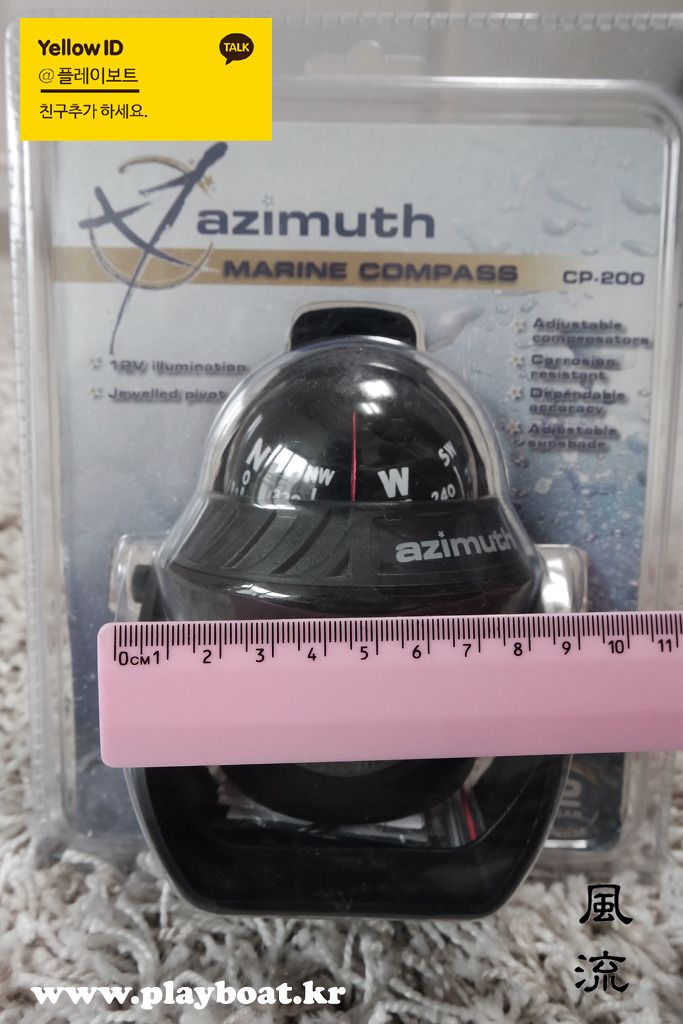 Yellow ID
TALK
@플레이보트
친구추가 하세요.
azimuth
MARINE COMPASS
CP-200
12V illumination
Jewelled pivot
Adjustable
compensators
Corrosion
resistant
Dependable
accuracy
Adjustable
sunshade
N
NW
W
SW
240
azimuth
0CM 1 2 3 4 5 6 7 8 9 10 11
風
流
www.playboat.kr